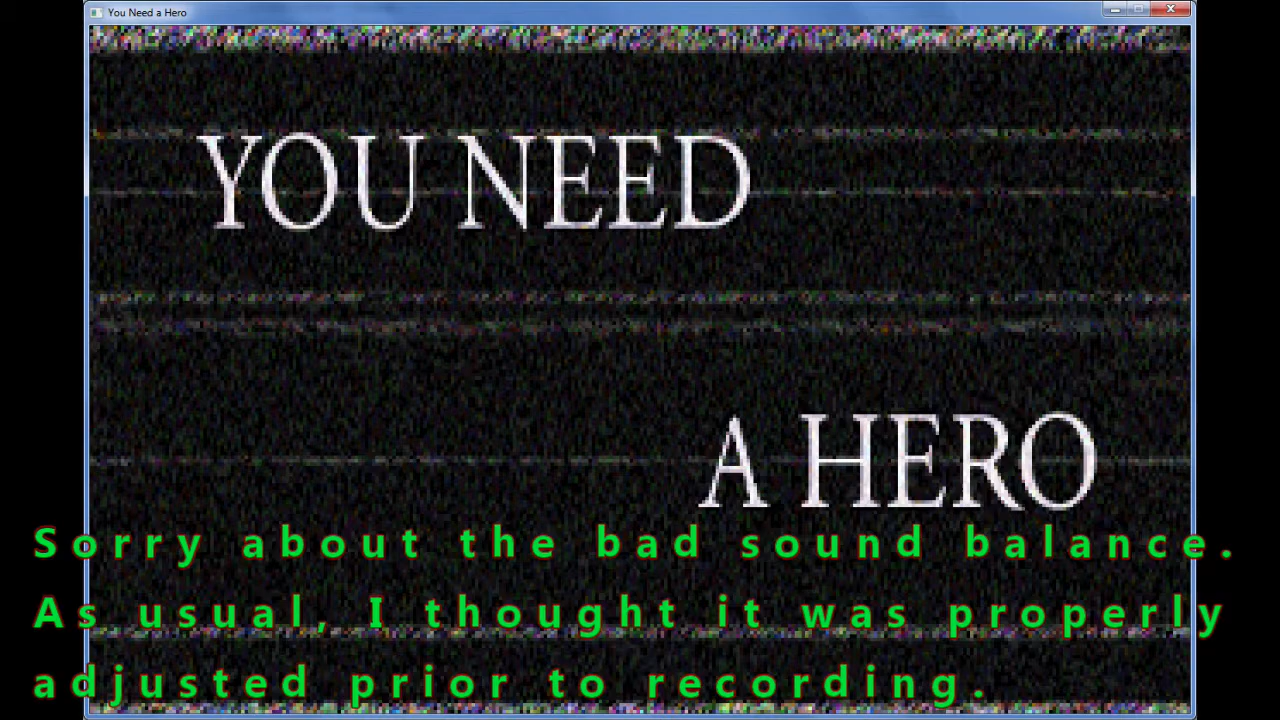 You Need a Hero
YOU NEED
A HERO
Sorry about the bad sound balance.
As usual, I thought it was properly
adjusted prior to recording.